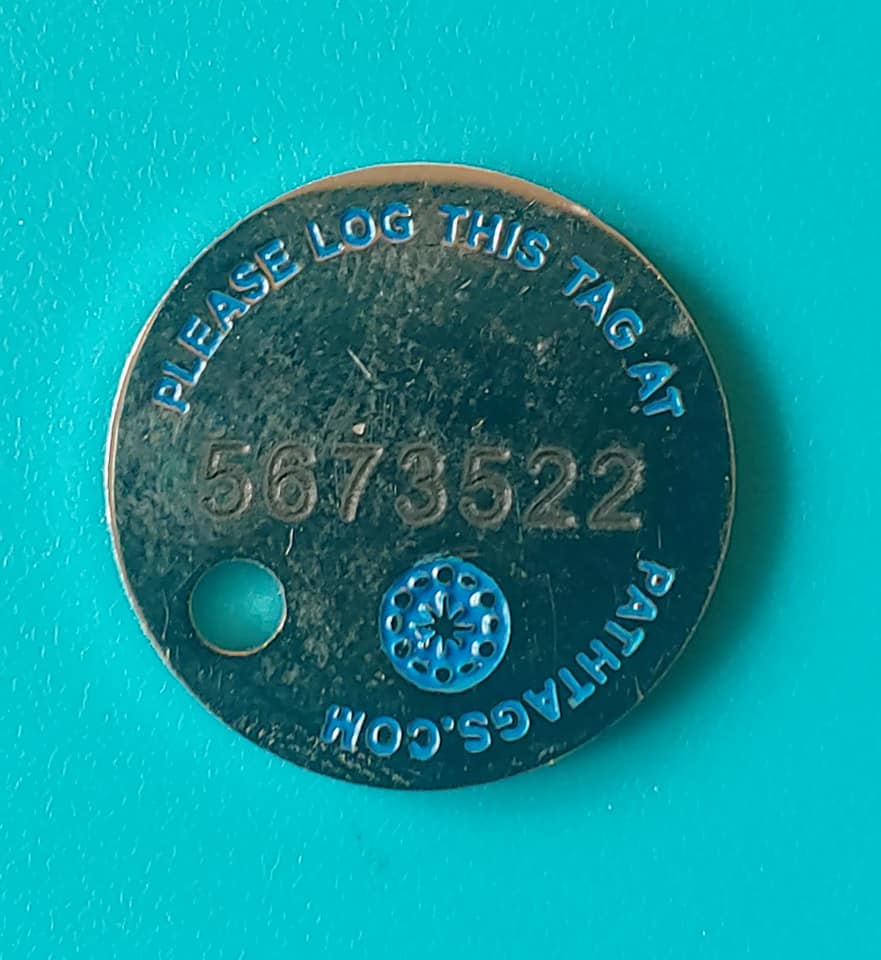 PLEASE LOG THIS TAG AT
5673522
PATHTAGS.COM